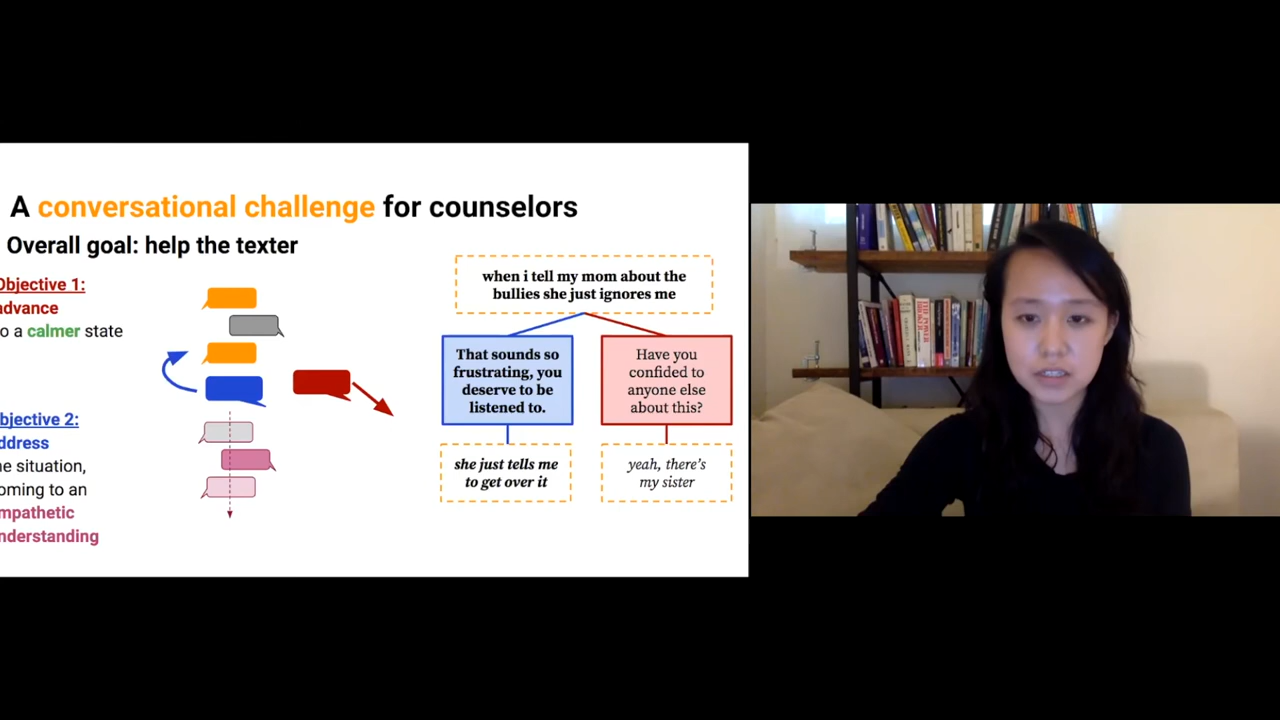 A conversational challenge for counselors
Overall goal: help the texter
Objective 1:
advance
o a calmer state
bjective 2:
ddress
e situation,
oming to an
mpathetic
nderstanding
when i tell my mom about the
bullies she just ignores me
That sounds so
frustrating, you
deserve to be
listened to.
Have you
confided to
anyone else
about this?
she just tells me
to get over it
yeah, there's
my sister